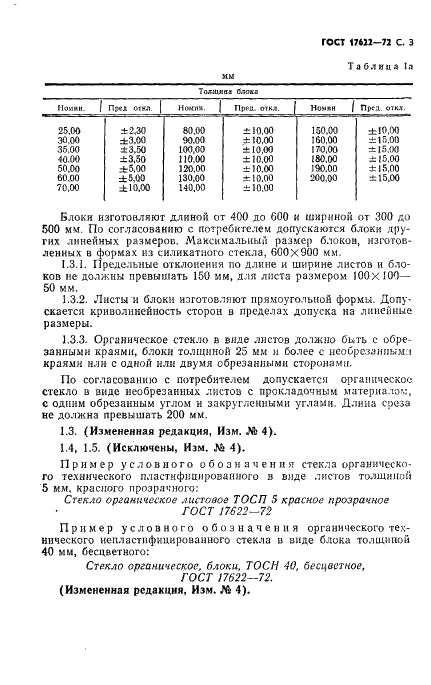 ГОСТ 17622—72 С. 3
Таблица 1а
мм
Толщина блока
Номин. Пред откл. Номин. Пред. откл. Номин Пред. откл.
25,00 ±2,30 80,00 ±10,00 150,00 ±10,00
30,00 ±3,00 90,00 ±10,00 160,00 ±15,00
35,00 ±3,50 100,00 ±10,00 170,00 ±15,00
40,00 ±3,50 110,00 ±10,00 180,00 ±15,00
50,00 ±5,00 120,00 ±10,00 190,00 ±15,00
60,00 ±5,00 130,00 ±10,00 200,00 ±15,00
70,00 ±10,00 140,00 ±10,00
Блоки изготовляют длиной от 400 до 600 и шириной от 300 до
500 мм. По согласованию с потребителем допускаются блоки дру-
гих линейных размеров. Максимальный размер блоков, изготов-
ленных в формах из силикатного стекла, 600×900 мм.
1.3.1. Предельные отклонения по длине и ширине листов и бло-
ков не должны превышать 150 мм, для листа размером 100×100—
50 мм.
1.3.2. Листы и блоки изготовляют прямоугольной формы. Допу-
скается криволинейность сторон в пределах допуска на линейные
размеры.
1.3.3. Органическое стекло в виде листов должно быть с обре-
занными краями, блоки толщиной 25 мм и более с необрезанными
краями или с одной или двумя обрезанными сторонами.
По согласованию с потребителем допускается органическое
стекло в виде необрезанных листов с прокладочным материалом,
с одним обрезанным углом и закругленными углами. Длина среза
не должна превышать 200 мм.
1.3. (Измененная редакция, Изм. № 4).
1.4, 1.5. (Исключены, Изм. № 4).
Пример условного обозначения стекла органическо-
го технического пластифицированного в виде листов толщиной
5 мм, красного прозрачного:
Стекло органическое листовое ТОСП 5 красное прозрачное
ГОСТ 17622—72
Пример условного обозначения органического тех-
нического непластифицированного стекла в виде блока толщиной
40 мм, бесцветного:
Стекло органическое, блоки, ТОСН 40, бесцветное,
ГОСТ 17622—72.
(Измененная редакция, Изм. № 4).